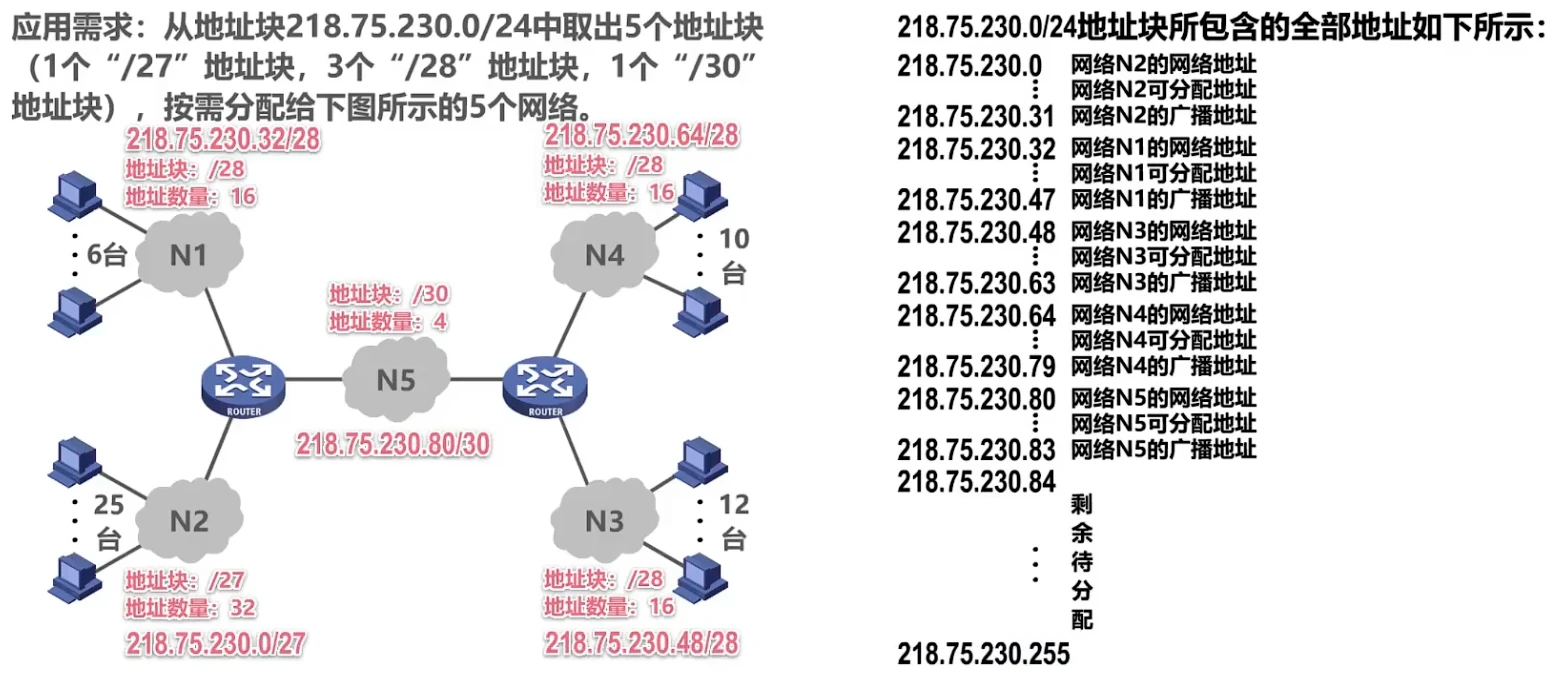 应用需求：从地址块218.75.230.0/24中取出5个地址块
（1个“/27”地址块，3个“/28”地址块，1个“/30”
地址块），按需分配给下图所示的5个网络。
218.75.230.32/28
地址块：/28
地址数量：16
6台
N1
218.75.230.64/28
地址块：/28
地址数量：16
N4
10
台
地址块：/30
地址数量：4
N5
ROUTER
ROUTER
218.75.230.80/30
25
台
N2
地址块：/27
地址数量：32
218.75.230.0/27
N3
12
台
地址块：/28
地址数量：16
218.75.230.48/28
218.75.230.0/24地址块所包含的全部地址如下所示：
218.75.230.0 网络N2的网络地址
网络N2可分配地址
218.75.230.31 网络N2的广播地址
218.75.230.32 网络N1的网络地址
网络N1可分配地址
218.75.230.47 网络N1的广播地址
218.75.230.48 网络N3的网络地址
网络N3可分配地址
218.75.230.63 网络N3的广播地址
218.75.230.64 网络N4的网络地址
网络N4可分配地址
218.75.230.79 网络N4的广播地址
218.75.230.80 网络N5的网络地址
网络N5可分配地址
218.75.230.83 网络N5的广播地址
218.75.230.84
剩
余
待
分
配
218.75.230.255